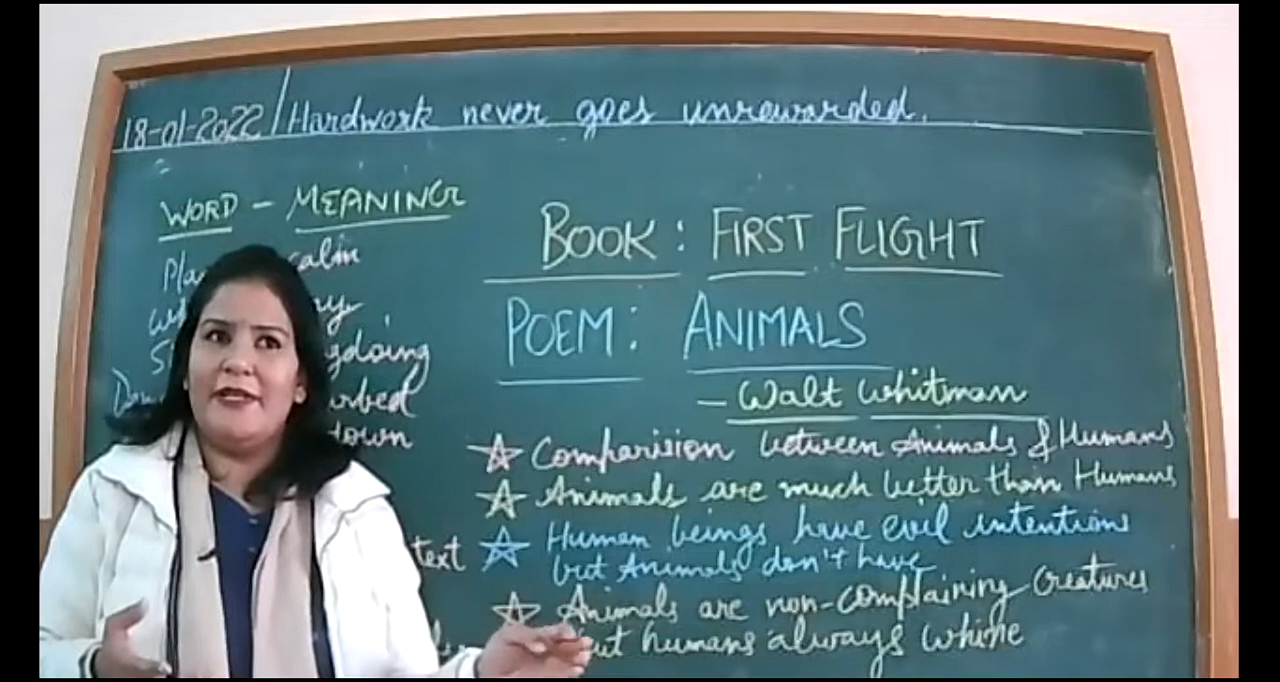 18-01-2022 / Hardwork never goes unrewarded.
WORD - MEANING
calm
BOOK : FIRST FLIGHT
POEM : ANIMALS
- Walt Whitman
Comparision between Animals & Humans
Animals are much better than Humans
Human beings have evil intentions
but Animals don't have
text
Animals are non-complaining creatures
humans always whine